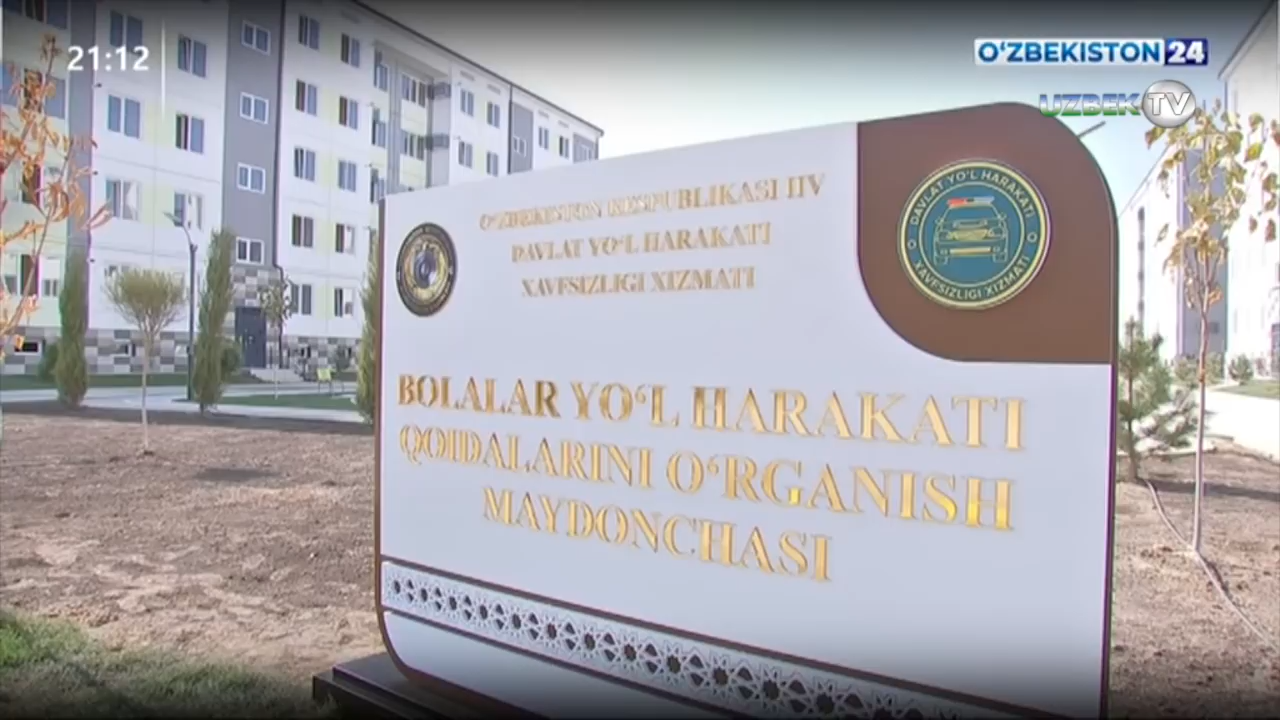 21:12
O‘ZBEKISTON 24
UZBEK TV
O‘ZBEKISTON RESPUBLIKASI IIV
DAVLAT YO‘L HARAKATI
XAVFSIZLIGI XIZMATI
DAVLAT YO‘L HARAKATI
XAVFSIZLIGI XIZMATI
BOLALAR YO‘L HARAKATI
QOIDALARINI O‘RGANISH
MAYDONCHASI